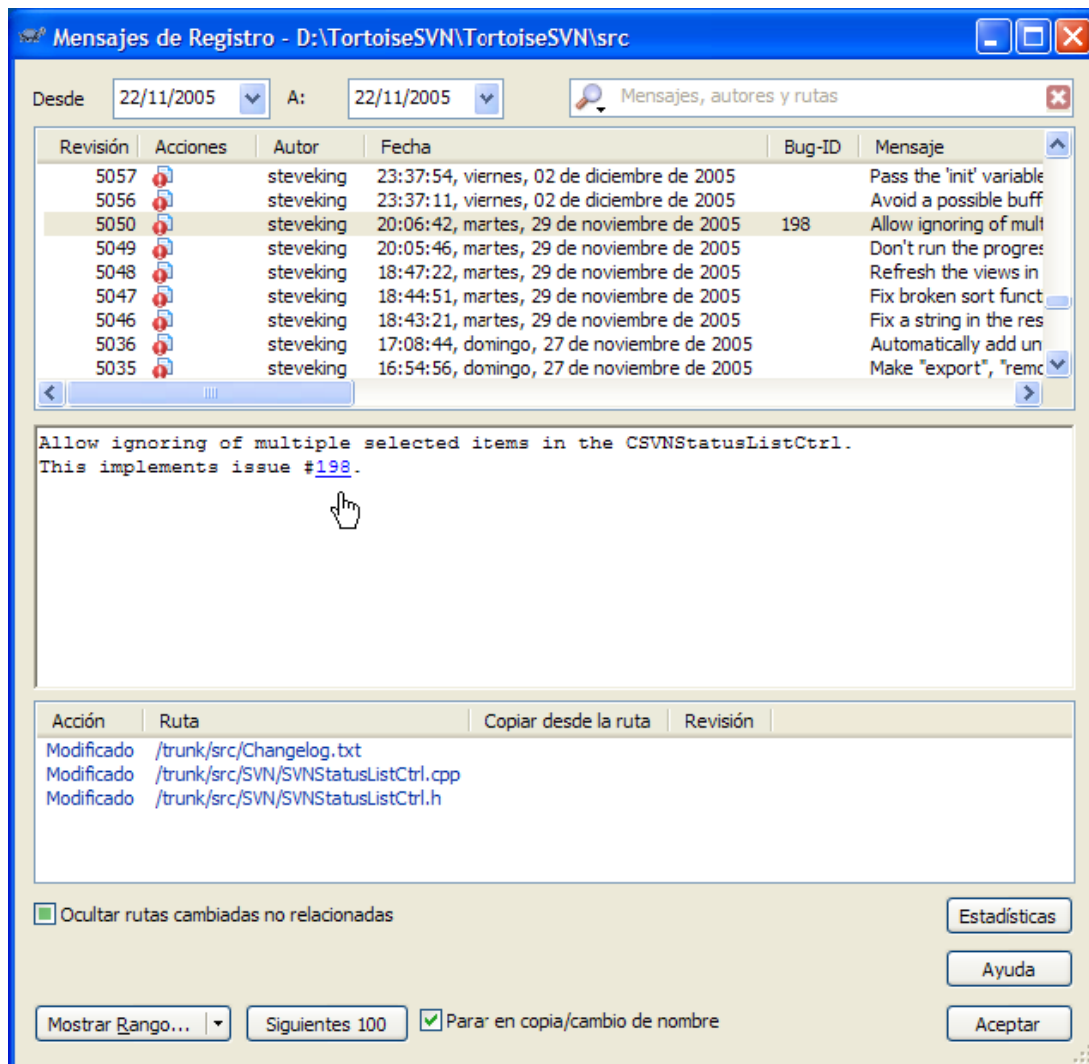 Mensajes de Registro - D:\TortoiseSVN\TortoiseSVN\src
Desde 22/11/2005 A: 22/11/2005 Mensajes, autores y rutas
Revisión Acciones Autor Fecha Bug-ID Mensaje
5057 steveking 23:37:54, viernes, 02 de diciembre de 2005 Pass the 'init' variable
5056 steveking 23:37:11, viernes, 02 de diciembre de 2005 Avoid a possible buff
5050 steveking 20:06:42, martes, 29 de noviembre de 2005 198 Allow ignoring of mult
5049 steveking 20:05:46, martes, 29 de noviembre de 2005 Don't run the progres
5048 steveking 18:47:22, martes, 29 de noviembre de 2005 Refresh the views in
5047 steveking 18:44:51, martes, 29 de noviembre de 2005 Fix broken sort funct
5046 steveking 18:43:21, martes, 29 de noviembre de 2005 Fix a string in the res
5036 steveking 17:08:44, domingo, 27 de noviembre de 2005 Automatically add un
5035 steveking 16:54:56, domingo, 27 de noviembre de 2005 Make "export", "remo
Allow ignoring of multiple selected items in the CSVNStatusListCtrl.
This implements issue #198.
Acción Ruta Copiar desde la ruta Revisión
Modificado /trunk/src/Changelog.txt
Modificado /trunk/src/SVN/SVNStatusListCtrl.cpp
Modificado /trunk/src/SVN/SVNStatusListCtrl.h
Ocultar rutas cambiadas no relacionadas Estadísticas
Ayuda
Mostrar Rango... Siguientes 100 Parar en copia/cambio de nombre Aceptar